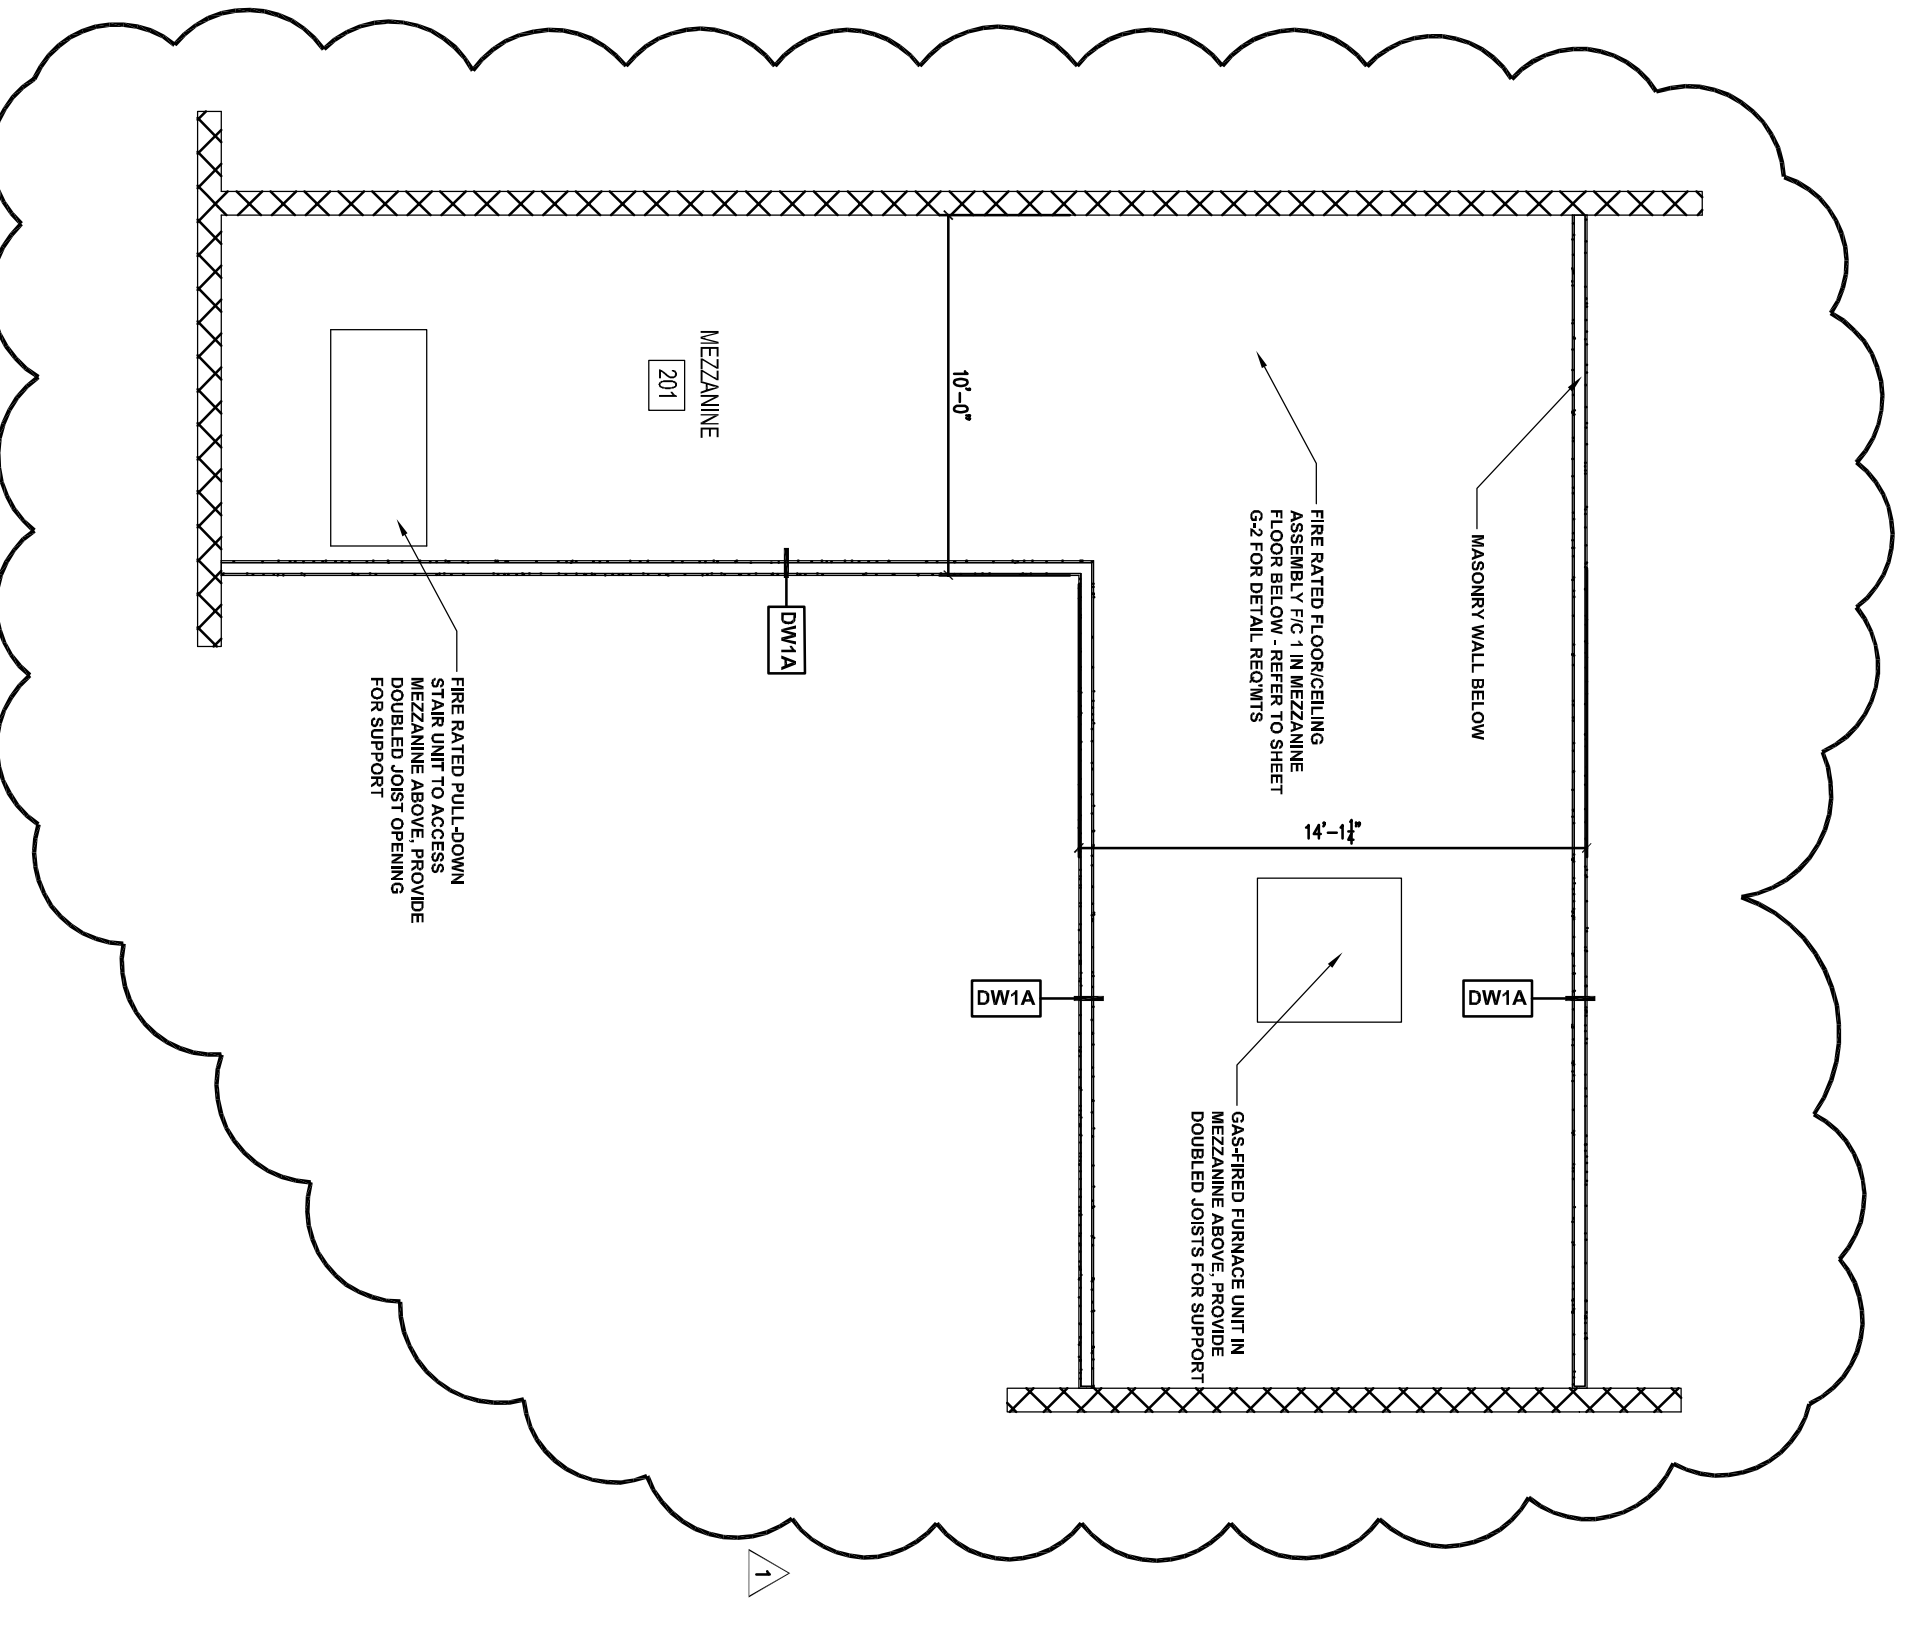 MASONRY WALL BELOW
FIRE RATED FLOOR/CEILING
ASSEMBLY F/C 1 IN MEZZANINE
FLOOR BELOW - REFER TO SHEET
G-2 FOR DETAIL REQ'MTS
14'-1¼"
10'-0"
MEZZANINE
201
DW1A
DW1A
DW1A
GAS-FIRED FURNACE UNIT IN
MEZZANINE ABOVE, PROVIDE
DOUBLED JOISTS FOR SUPPORT
FIRE RATED PULL-DOWN
STAIR UNIT TO ACCESS
MEZZANINE ABOVE, PROVIDE
DOUBLED JOIST OPENING
FOR SUPPORT
1